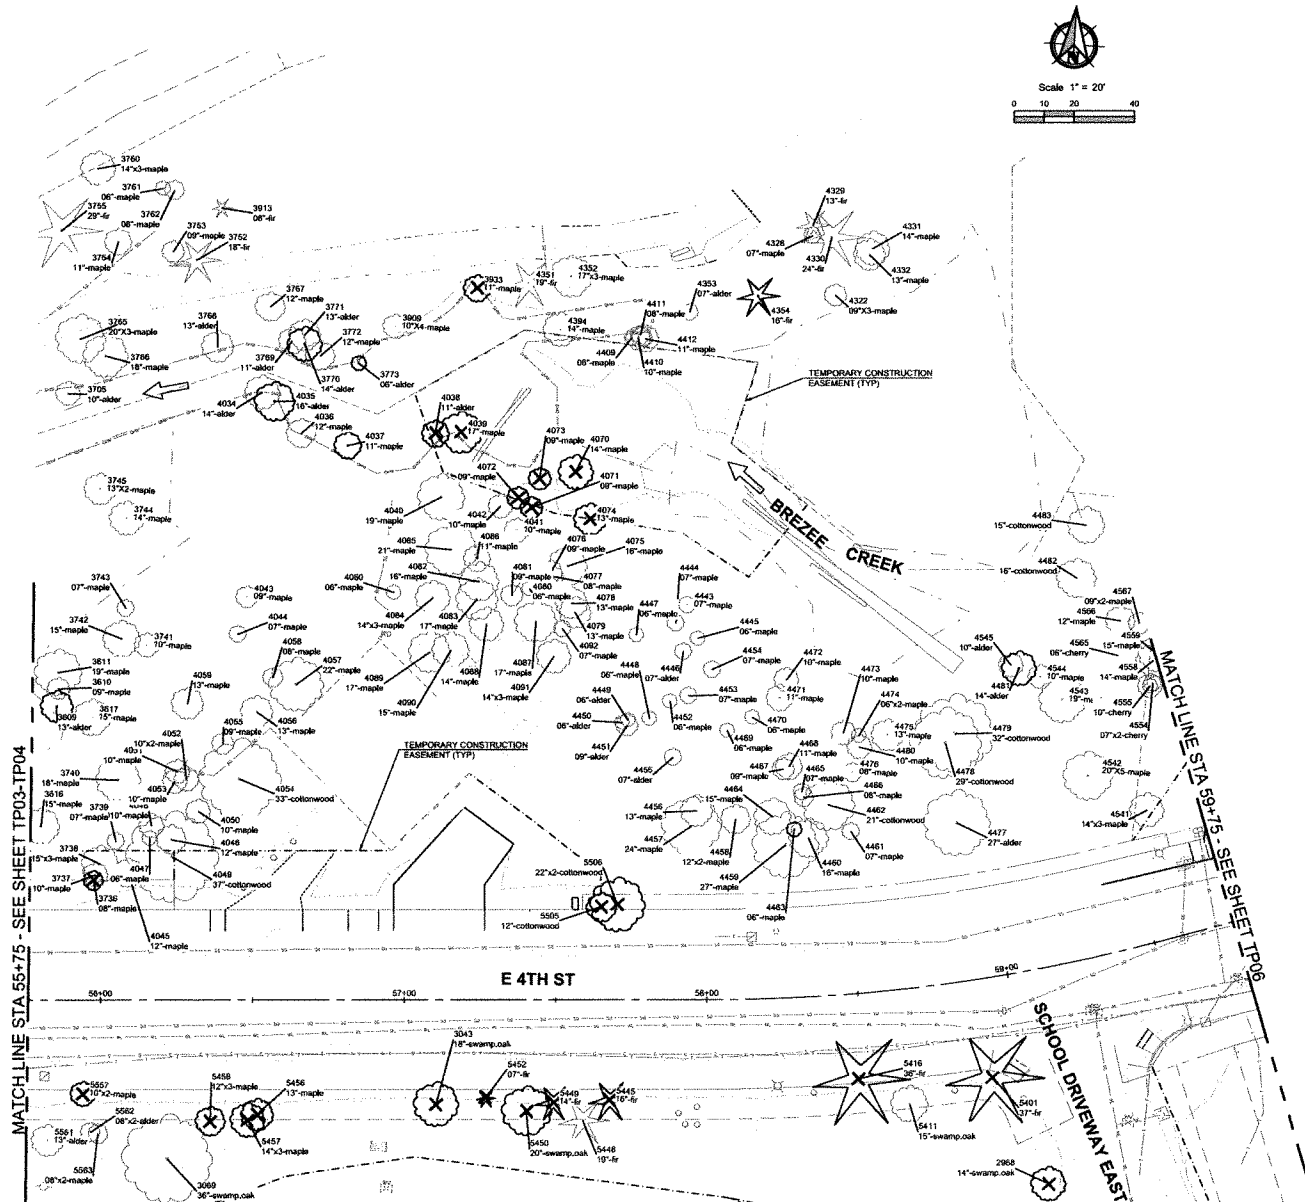 N
Scale 1" = 20'
0 10 20 40
3760
14"x3-maple
3761
06"-maple
3762
08"-maple
3755
29"-fir
3913
08"-fir
3753
09"-maple
3752
18"-fir
3754
11"-maple
4329
13"-fir
4328
07"-maple
4331
14"-maple
4330
24"-fir
4332
13"-maple
4322
09"X3-maple
3933
11"-maple
4351
19"-fir
4352
17"x3-maple
4353
07"-alder
4354
16"-fir
3767
12"-maple
3771
13"-alder
3772
12"-maple
3909
10"X4-maple
4394
14"-maple
4411
08"-maple
4412
11"-maple
4409
06"-maple
4410
10"-maple
3765
20"X3-maple
3766
18"-maple
3768
13"-alder
3769
11"-alder
3770
14"-alder
3773
06"-alder
3705
10"-alder
4034
14"-alder
4035
16"-alder
4036
12"-maple
4037
11"-maple
4038
11"-alder
4039
17"-maple
TEMPORARY CONSTRUCTION
EASEMENT (TYP)
4073
09"-maple
4070
14"-maple
4072
09"-maple
4071
09"-maple
4074
13"-maple
3745
13"X2-maple
3744
14"-maple
4040
19"-maple
4042
10"-maple
4041
10"-maple
BREZEE CREEK
4483
15"-cottonwood
4482
16"-cottonwood
4085
21"-maple
4086
11"-maple
4076
09"-maple
4075
16"-maple
4082
16"-maple
4081
09"-maple
4077
08"-maple
4080
06"-maple
4078
13"-maple
4079
13"-maple
4092
07"-maple
4060
06"-maple
4084
14"x3-maple
4083
17"-maple
4087
17"-maple
4088
14"-maple
4089
17"-maple
4090
15"-maple
4091
14"x3-maple
4444
07"-maple
4443
07"-maple
4447
06"-maple
4445
06"-maple
4446
07"-alder
4454
07"-maple
4448
06"-maple
4449
06"-alder
4450
06"-alder
4451
09"-alder
4453
07"-maple
4452
06"-maple
4455
07"-alder
4472
10"-maple
4471
11"-maple
4470
06"-maple
4469
06"-maple
4468
11"-maple
4467
09"-maple
4465
07"-maple
4466
08"-maple
4473
10"-maple
4474
06"x2-maple
4475
13"-maple
4480
10"-maple
4476
08"-maple
4479
32"-cottonwood
4478
29"-cottonwood
4477
27"-alder
4462
21"-cottonwood
4461
07"-maple
4460
16"-maple
4459
27"-maple
4463
06"-maple
4464
15"-maple
4456
13"-maple
4457
24"-maple
4458
12"x2-maple
4545
10"-alder
4481
14"-alder
4544
10"-maple
4543
4567
09"x2-maple
4566
12"-maple
4565
06"-cherry
4559
15"-maple
4558
14"-maple
4555
10"-cherry
4554
07"x2-cherry
4542
20"X5-maple
4541
14"x3-maple
3743
07"-maple
3742
15"-maple
3741
10"-maple
4043
09"-maple
4044
07"-maple
4058
08"-maple
4057
22"-maple
4059
13"-maple
4056
13"-maple
4055
09"-maple
3611
19"-maple
3610
09"-maple
3609
13"-alder
3617
15"-maple
4052
10"x2-maple
4051
10"-maple
4053
10"-maple
4054
33"-cottonwood
3740
18"-maple
3616
15"-maple
3739
07"-maple
4050
10"-maple
4046
12"-maple
4049
37"-cottonwood
4047
06"-maple
3738
15"x3-maple
3737
10"-maple
3736
08"-maple
4045
12"-maple
TEMPORARY CONSTRUCTION
EASEMENT (TYP)
5506
22"x2-cottonwood
5505
12"-cottonwood
E 4TH ST
56+00
57+00
58+00
59+00
MATCH LINE STA 55+75 - SEE SHEET TP03-TP04
MATCH LINE STA 59+75 - SEE SHEET TP06
SCHOOL DRIVEWAY EAST
3043
18"-swamp.oak
5452
07"-fir
5449
14"-fir
5445
16"-fir
5450
20"-swamp.oak
5448
19"-fir
5416
36"-fir
5401
37"-fir
5411
15"-swamp.oak
2968
14"-swamp.oak
5557
10"x2-maple
5458
12"x3-maple
5456
13"-maple
5457
14"x3-maple
5562
08"x2-alder
5561
13"-alder
5563
08"x2-maple
3069
36"-swamp.oak